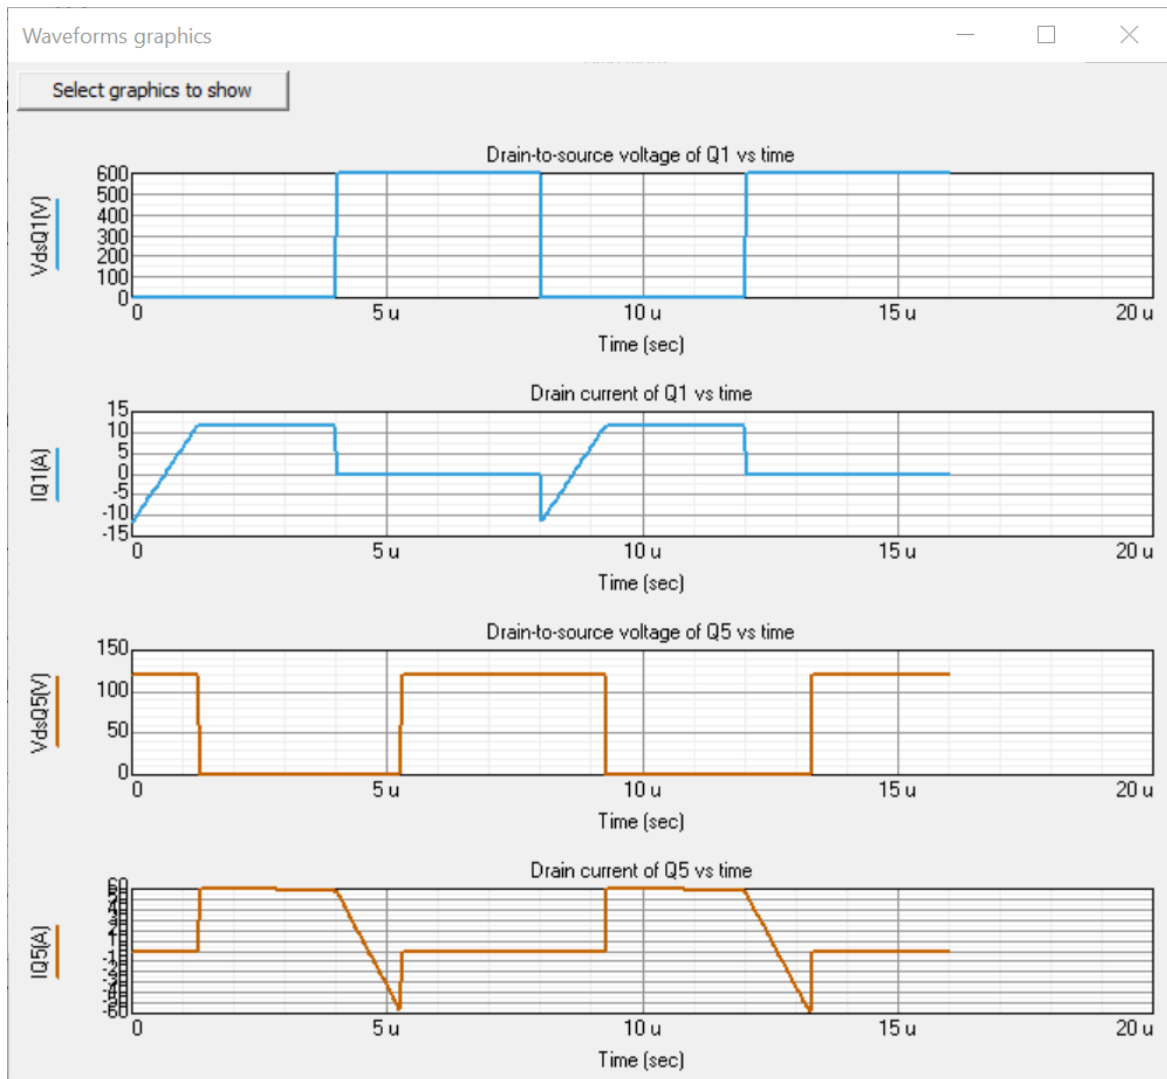 Waveforms graphics
Select graphics to show
Drain-to-source voltage of Q1 vs time
VdsQ1(V)
600
500
400
300
200
100
0
0 5 u 10 u 15 u 20 u
Time (sec)
Drain current of Q1 vs time
IQ1(A)
15
10
5
0
-5
-10
-15
0 5 u 10 u 15 u 20 u
Time (sec)
Drain-to-source voltage of Q5 vs time
VdsQ5(V)
150
100
50
0
0 5 u 10 u 15 u 20 u
Time (sec)
Drain current of Q5 vs time
IQ5(A)
60
-60
0 5 u 10 u 15 u 20 u
Time (sec)